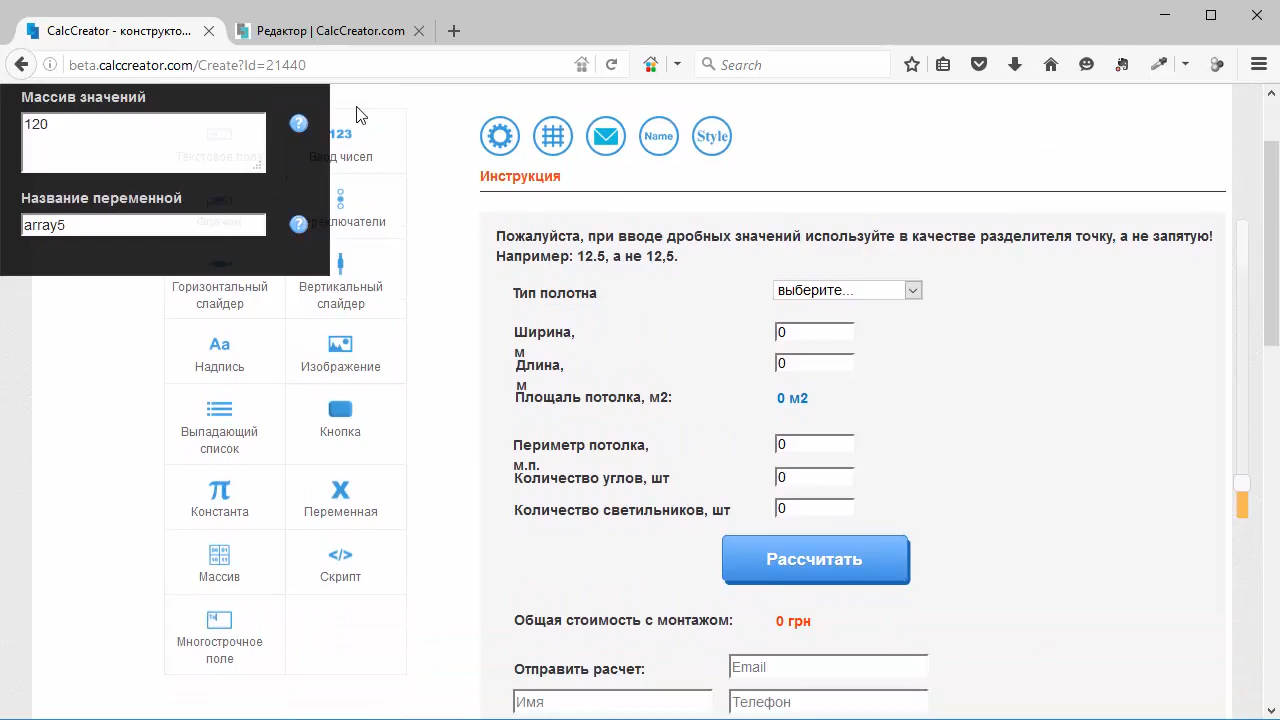 CalcCreator - конструкто...
Редактор | CalcCreator.com
beta.calccreator.com/Create?Id=21440
Search
Массив значений
120
Название переменной
array5
123
Ввод чисел
Горизонтальный слайдер
Вертикальный слайдер
Aa
Надпись
Изображение
Выпадающий список
Кнопка
π
Константа
X
Переменная
Массив
</>
Скрипт
Многострочное поле
Name
Style
Инструкция
Пожалуйста, при вводе дробных значений используйте в качестве разделителя точку, а не запятую!
Например: 12.5, а не 12,5.
Тип полотна
выберите...
Ширина, м
0
Длина, м
0
Площаль потолка, м2:
0 м2
Периметр потолка, м.п.
0
Количество углов, шт
0
Количество светильников, шт
0
Рассчитать
Общая стоимость с монтажом:
0 грн
Отправить расчет:
Email
Имя
Телефон